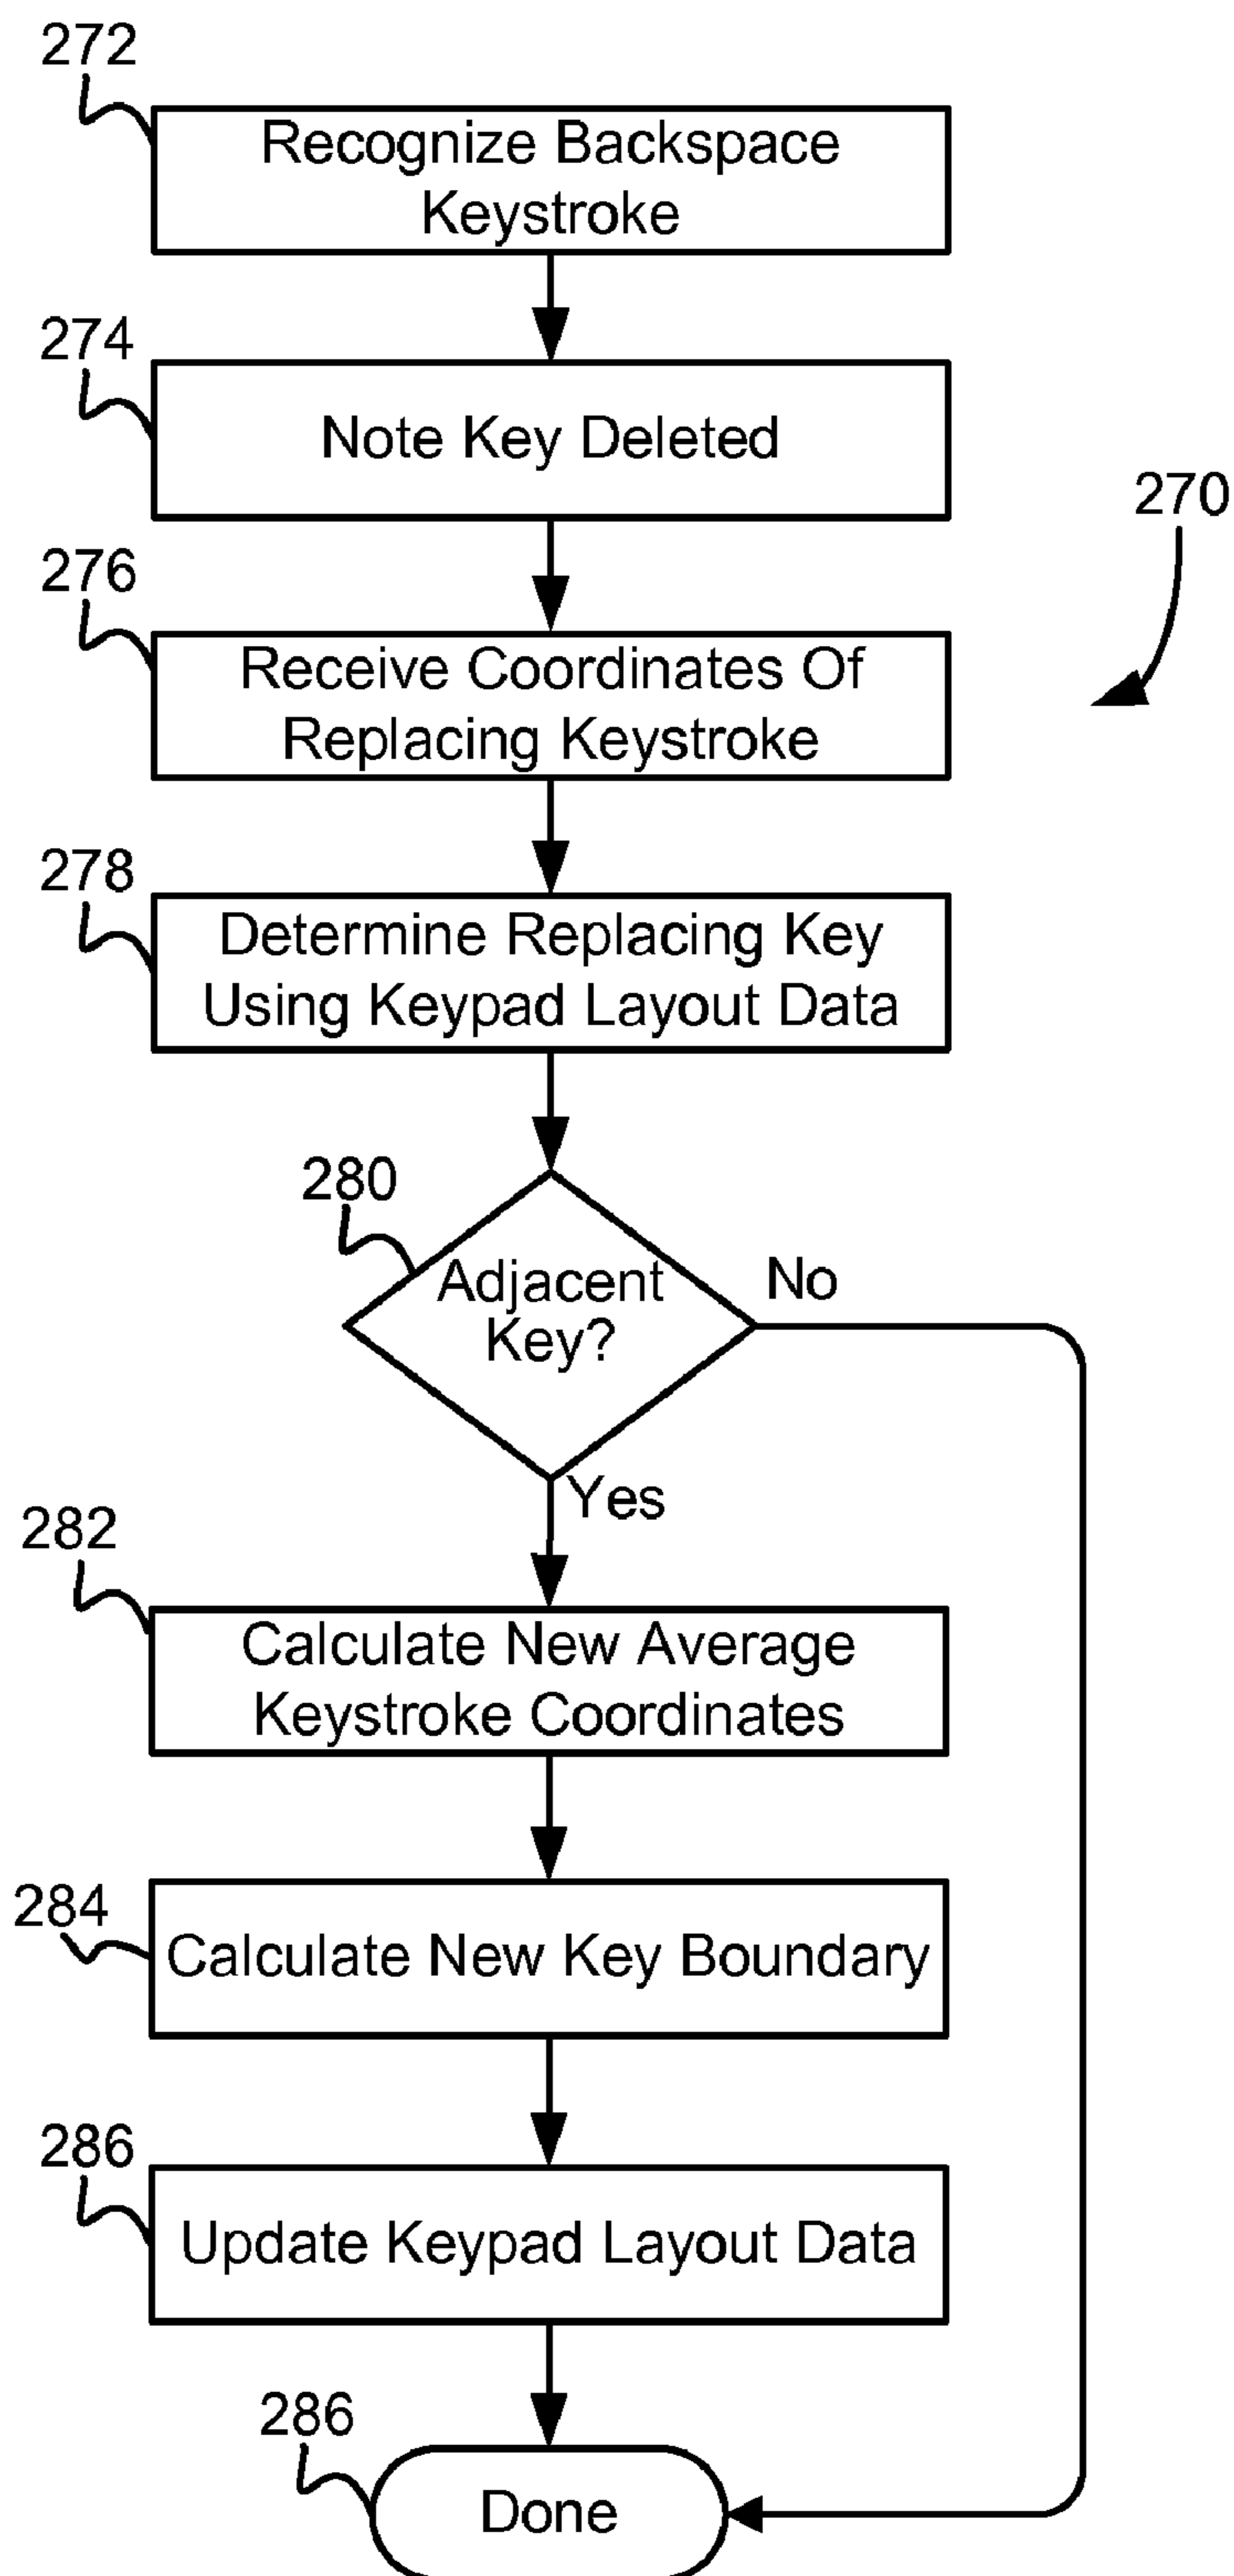 272
Recognize Backspace
Keystroke
274
Note Key Deleted
270
276
Receive Coordinates Of
Replacing Keystroke
278
Determine Replacing Key
Using Keypad Layout Data
280
Adjacent
Key?
No
Yes
282
Calculate New Average
Keystroke Coordinates
284
Calculate New Key Boundary
286
Update Keypad Layout Data
286
Done